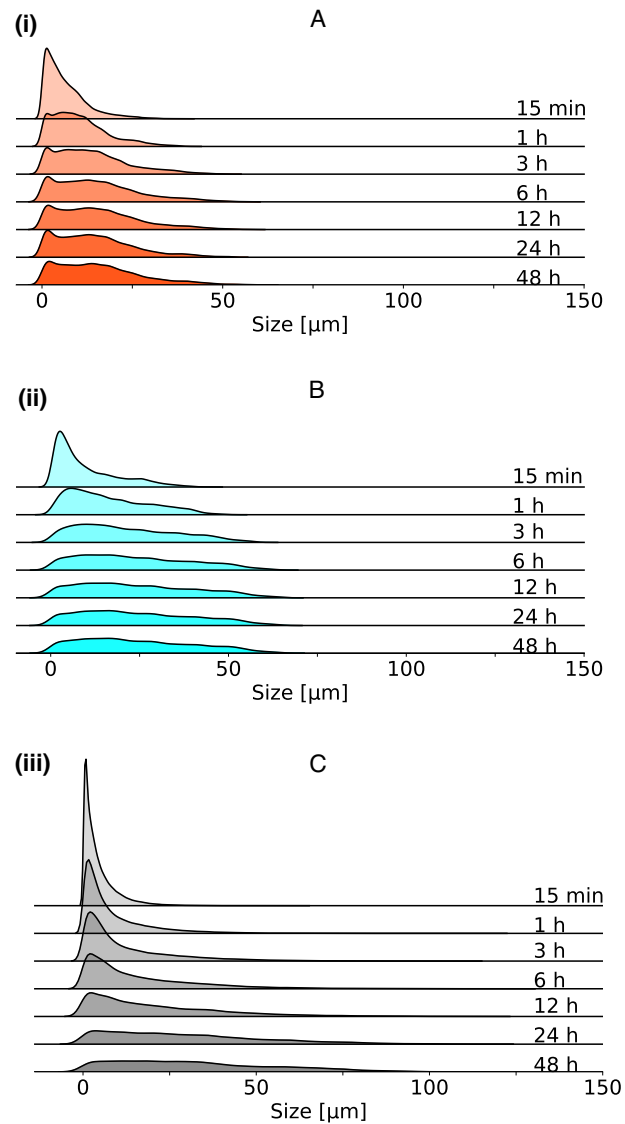 (i) A
15 min
1 h
3 h
6 h
12 h
24 h
48 h
0 50 100 150
Size [µm]
(ii) B
15 min
1 h
3 h
6 h
12 h
24 h
48 h
0 50 100 150
Size [µm]
(iii) C
15 min
1 h
3 h
6 h
12 h
24 h
48 h
0 50 100 150
Size [µm]